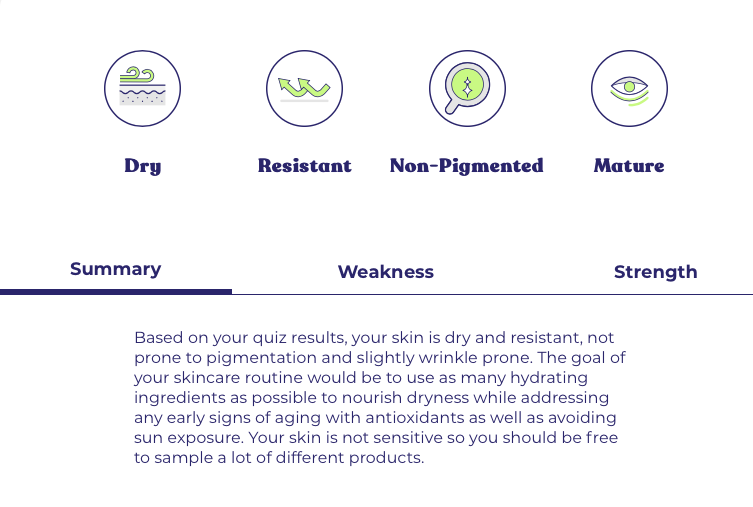 Dry Resistant Non-Pigmented Mature
Summary Weakness Strength
Based on your quiz results, your skin is dry and resistant, not
prone to pigmentation and slightly wrinkle prone. The goal of
your skincare routine would be to use as many hydrating
ingredients as possible to nourish dryness while addressing
any early signs of aging with antioxidants as well as avoiding
sun exposure. Your skin is not sensitive so you should be free
to sample a lot of different products.